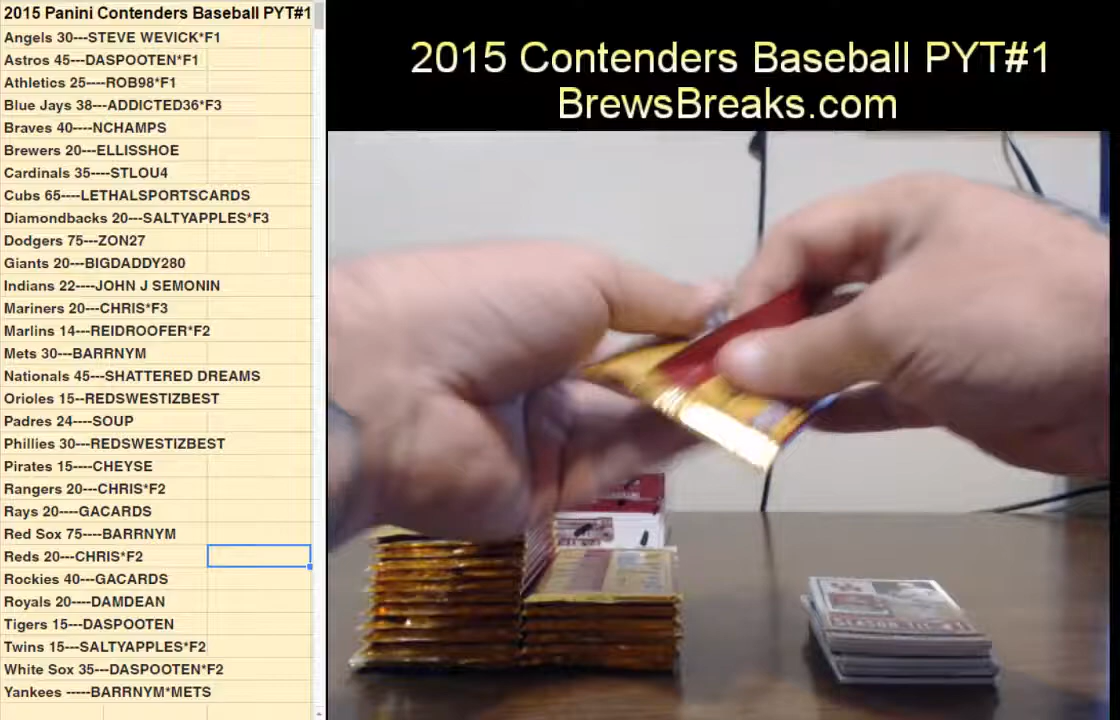 2015 Panini Contenders Baseball PYT#1
Angels 30---STEVE WEVICK*F1
Astros 45----DASPOOTEN*F1
Athletics 25----ROB98*F1
Blue Jays 38---ADDICTED36*F3
Braves 40----NCHAMPS
Brewers 20---ELLISSHOE
Cardinals 35----STLOU4
Cubs 65----LETHALSPORTSCARDS
Diamondbacks 20---SALTYAPPLES*F3
Dodgers 75---ZON27
Giants 20---BIGDADDY280
Indians 22----JOHN J SEMONIN
Mariners 20---CHRIS*F3
Marlins 14---REIDROOFER*F2
Mets 30---BARRNYM
Nationals 45---SHATTERED DREAMS
Orioles 15--REDSWESTIZBEST
Padres 24----SOUP
Phillies 30---REDSWESTIZBEST
Pirates 15----CHEYSE
Rangers 20---CHRIS*F2
Rays 20----GACARDS
Red Sox 75----BARRNYM
Reds 20---CHRIS*F2
Rockies 40---GACARDS
Royals 20----DAMDEAN
Tigers 15---DASPOOTEN
Twins 15----SALTYAPPLES*F2
White Sox 35----DASPOOTEN*F2
Yankees -----BARRNYM*METS
2015 Contenders Baseball PYT#1
BrewsBreaks.com